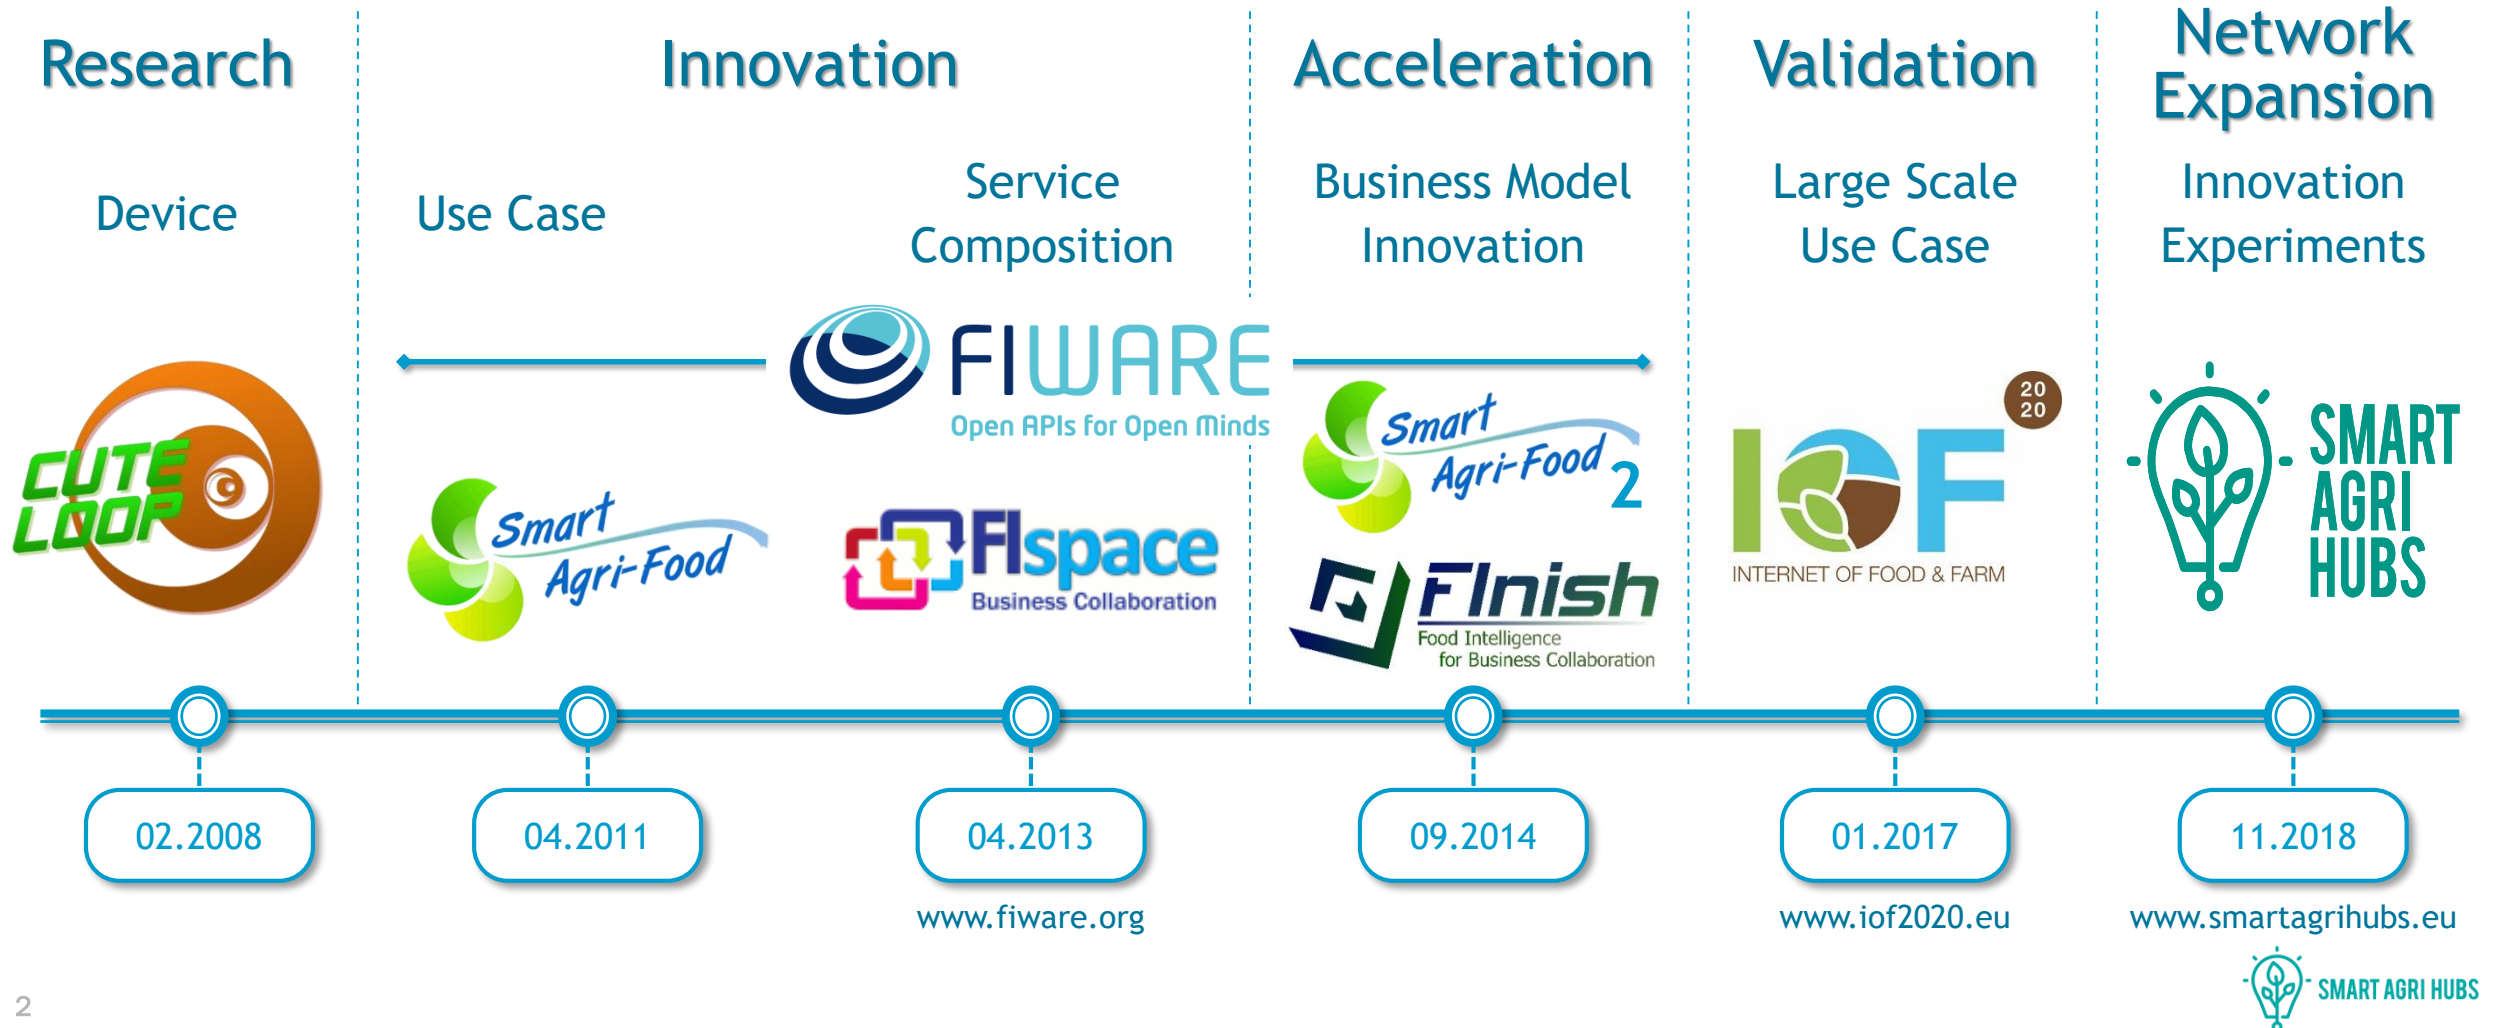 Research
Innovation
Acceleration
Validation
Network
Expansion
Device
Use Case
Service
Composition
Business Model
Innovation
Large Scale
Use Case
Innovation
Experiments
CUTE
LOOP
Smart
Agri-Food
FIWARE
Open APIs for Open Minds
FIspace
Business Collaboration
Smart
Agri-Food 2
FInish
Food Intelligence
for Business Collaboration
20
20
IOF
INTERNET OF FOOD & FARM
SMART
AGRI
HUBS
02.2008
04.2011
04.2013
09.2014
01.2017
11.2018
www.fiware.org
www.iof2020.eu
www.smartagrihubs.eu
2
SMART AGRI HUBS